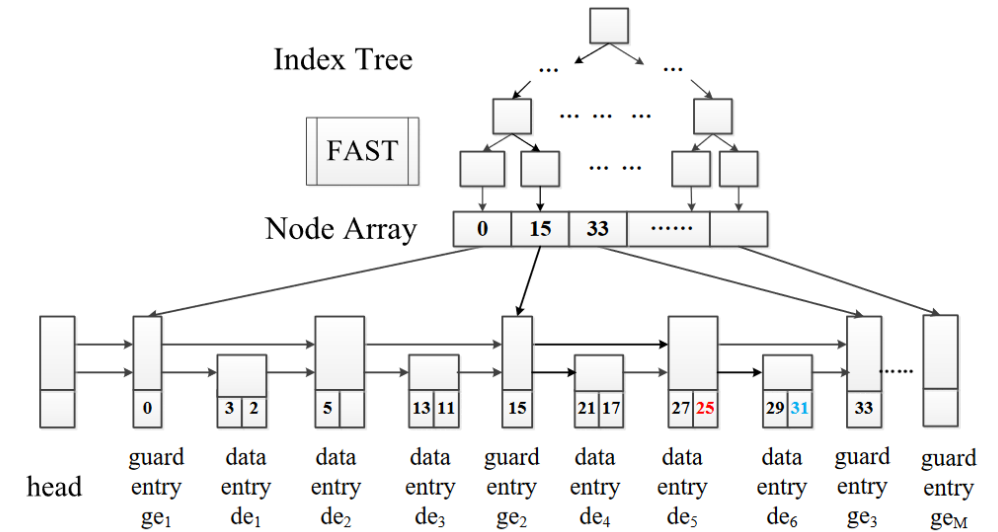 Index Tree
... ...
... ... ...
FAST
... ...
Node Array
0 15 33 ......
......
0 3 2 5 13 11 15 21 17 27 25 29 31 33
head
guard entry ge1
data entry de1
data entry de2
data entry de3
guard entry ge2
data entry de4
data entry de5
data entry de6
guard entry ge3
guard entry geM